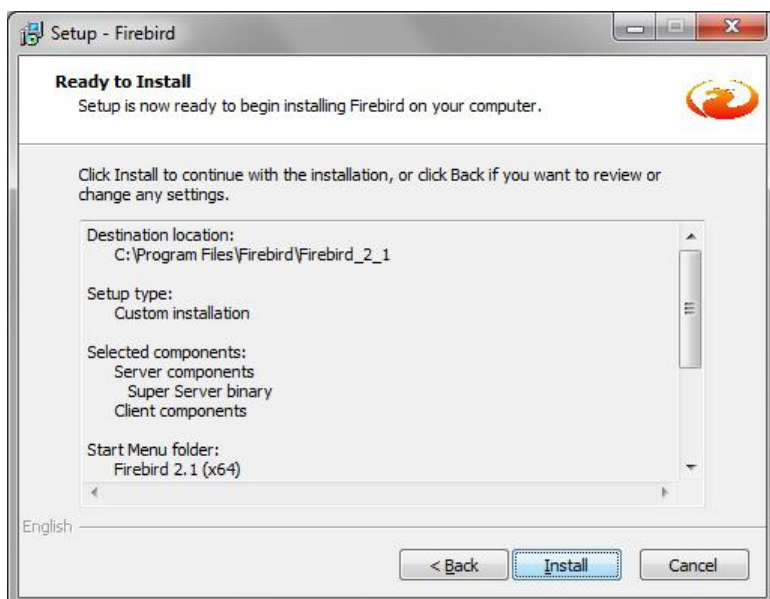 Setup - Firebird
Ready to Install
Setup is now ready to begin installing Firebird on your computer.
Click Install to continue with the installation, or click Back if you want to review or
change any settings.
Destination location:
C:\Program Files\Firebird\Firebird_2_1
Setup type:
Custom installation
Selected components:
Server components
Super Server binary
Client components
Start Menu folder:
Firebird 2.1 (x64)
English
< Back
Install
Cancel